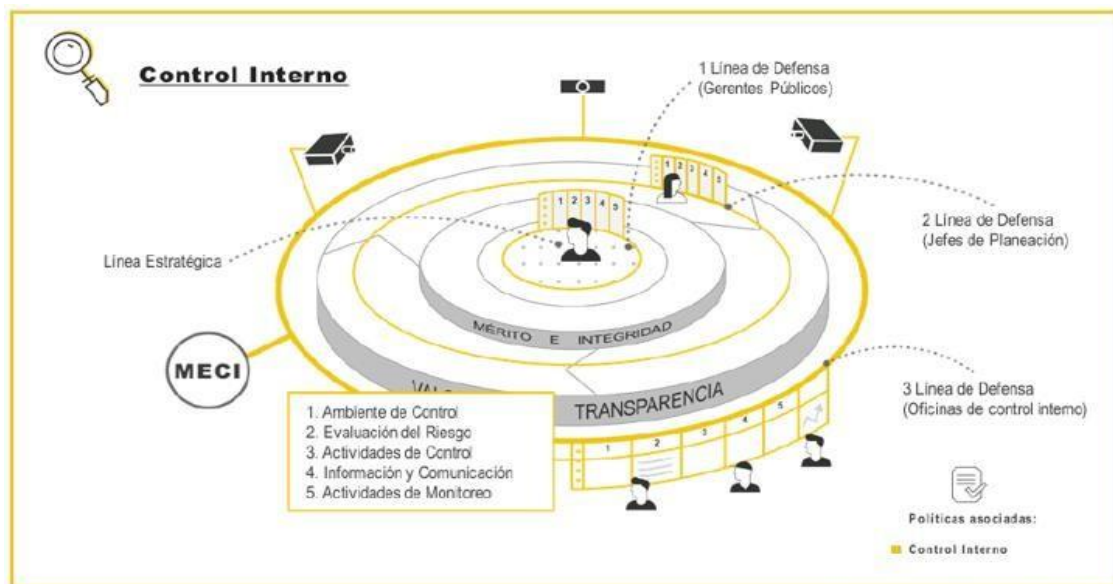 Control Interno
1 Línea de Defensa
(Gerentes Públicos)
1 2 3 4 5
1 2 3 4 5
2 Línea de Defensa
(Jefes de Planeación)
Línea Estratégica
MÉRITO E INTEGRIDAD
MECI
TRANSPARENCIA
3 Línea de Defensa
(Oficinas de control interno)
1. Ambiente de Control
2. Evaluación del Riesgo
3. Actividades de Control
4. Información y Comunicación
5. Actividades de Monitoreo
1 2 3 4 5
Políticas asociadas:
Control Interno